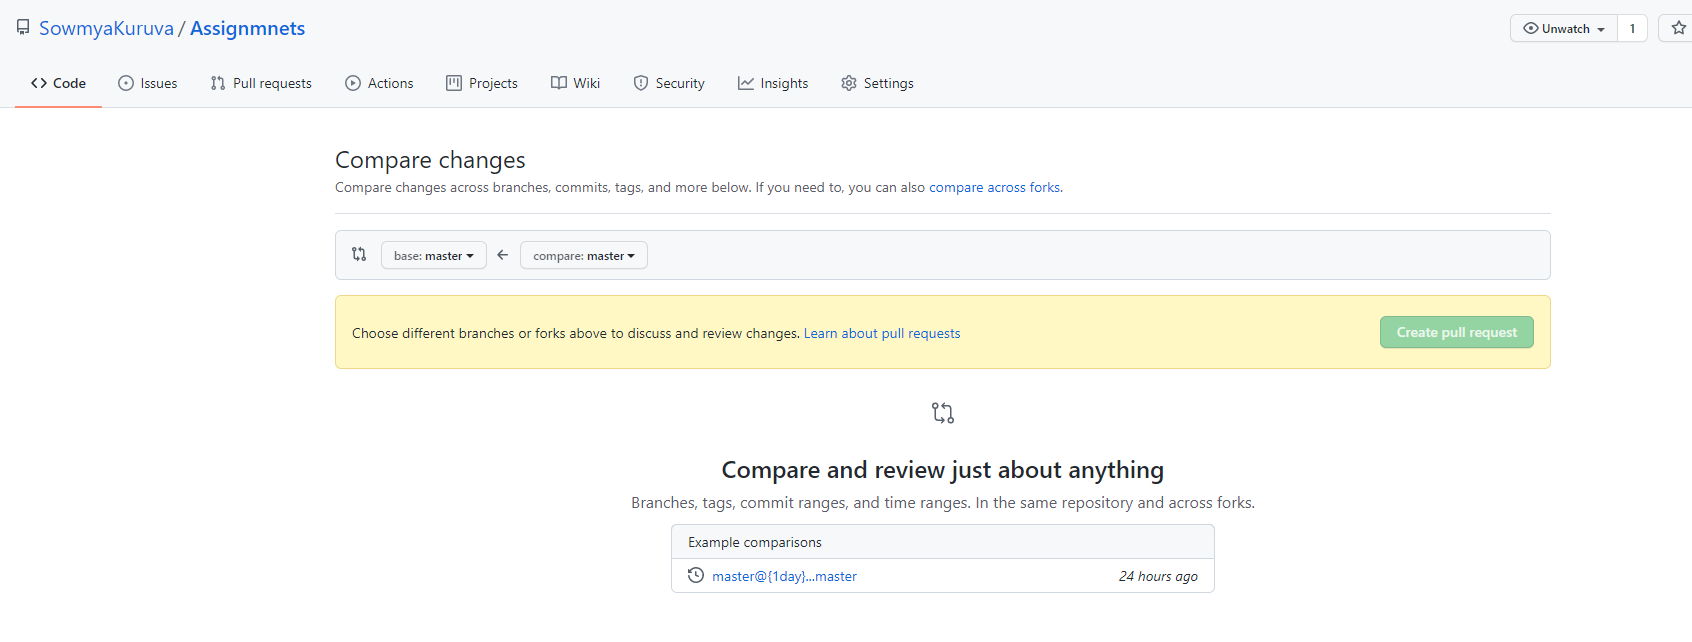 SowmyaKuruva / Assignmnets
Unwatch 1
Code Issues Pull requests Actions Projects Wiki Security Insights Settings
Compare changes
Compare changes across branches, commits, tags, and more below. If you need to, you can also compare across forks.
base: master ← compare: master
Choose different branches or forks above to discuss and review changes. Learn about pull requests
Create pull request
Compare and review just about anything
Branches, tags, commit ranges, and time ranges. In the same repository and across forks.
Example comparisons
master@{1day}...master 24 hours ago